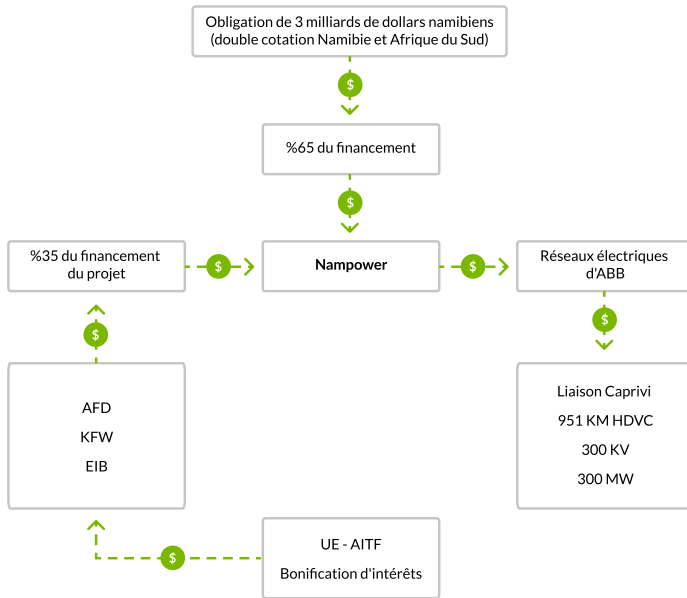 Obligation de 3 milliards de dollars namibiens
(double cotation Namibie et Afrique du Sud)
$
%65 du financement
$
%35 du financement
du projet
$
Nampower
$
Réseaux électriques
d'ABB
$
$
AFD
KFW
EIB
Liaison Caprivi
951 KM HDVC
300 KV
300 MW
$
UE - AITF
Bonification d'intérêts